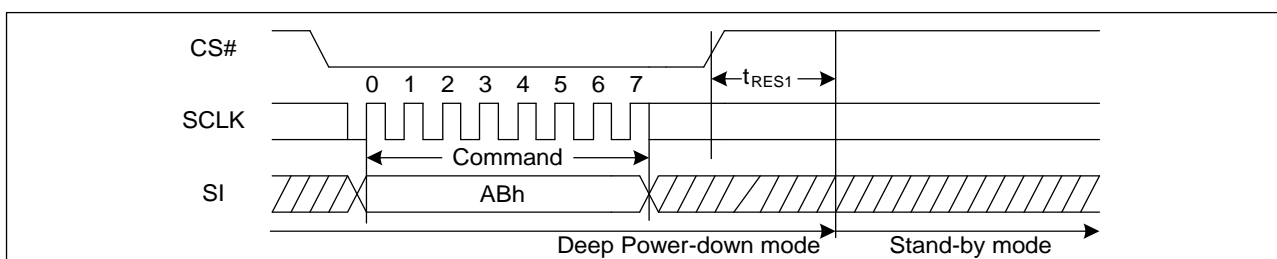 CS#
tRES1
0 1 2 3 4 5 6 7
SCLK
Command
SI
ABh
Deep Power-down mode Stand-by mode